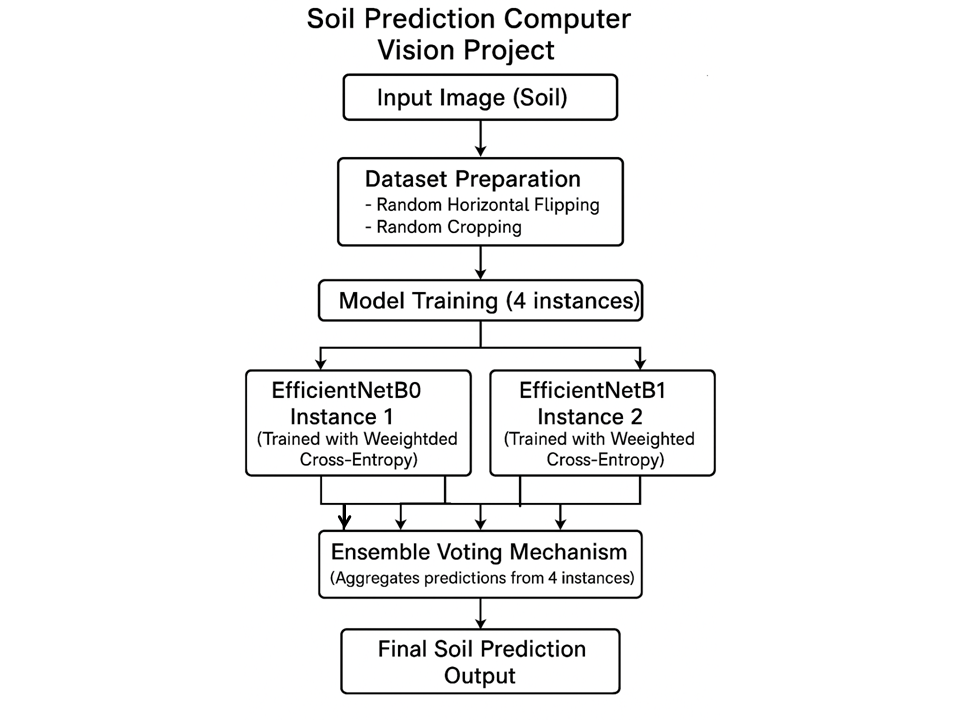 Soil Prediction Computer
Vision Project
Input Image (Soil)
Dataset Preparation
- Random Horizontal Flipping
- Random Cropping
Model Training (4 instances)
EfficientNetB0
Instance 1
(Trained with Weeightded
Cross-Entropy)
EfficientNetB1
Instance 2
(Trained with Weeighted
Cross-Entropy)
Ensemble Voting Mechanism
(Aggregates predictions from 4 instances)
Final Soil Prediction
Output